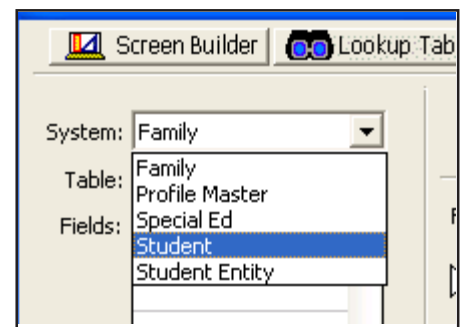 Screen Builder Lookup Tab
System: Family
Table: Family
Profile Master
Fields: Special Ed
Student
Student Entity